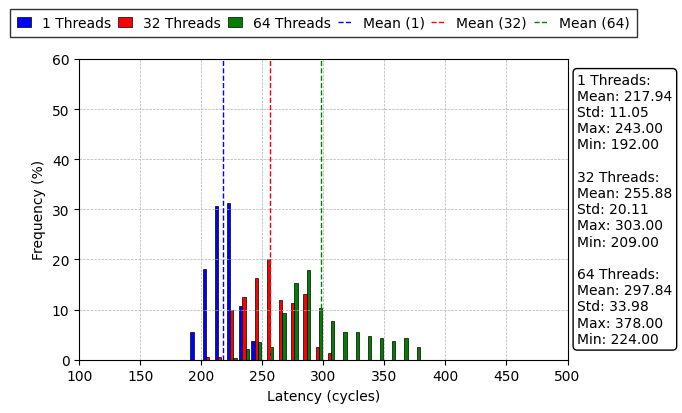 1 Threads 32 Threads 64 Threads Mean (1) Mean (32) Mean (64)
60
50
40
30
20
10
0
Frequency (%)
100 150 200 250 300 350 400 450 500
Latency (cycles)
1 Threads:
Mean: 217.94
Std: 11.05
Max: 243.00
Min: 192.00
32 Threads:
Mean: 255.88
Std: 20.11
Max: 303.00
Min: 209.00
64 Threads:
Mean: 297.84
Std: 33.98
Max: 378.00
Min: 224.00